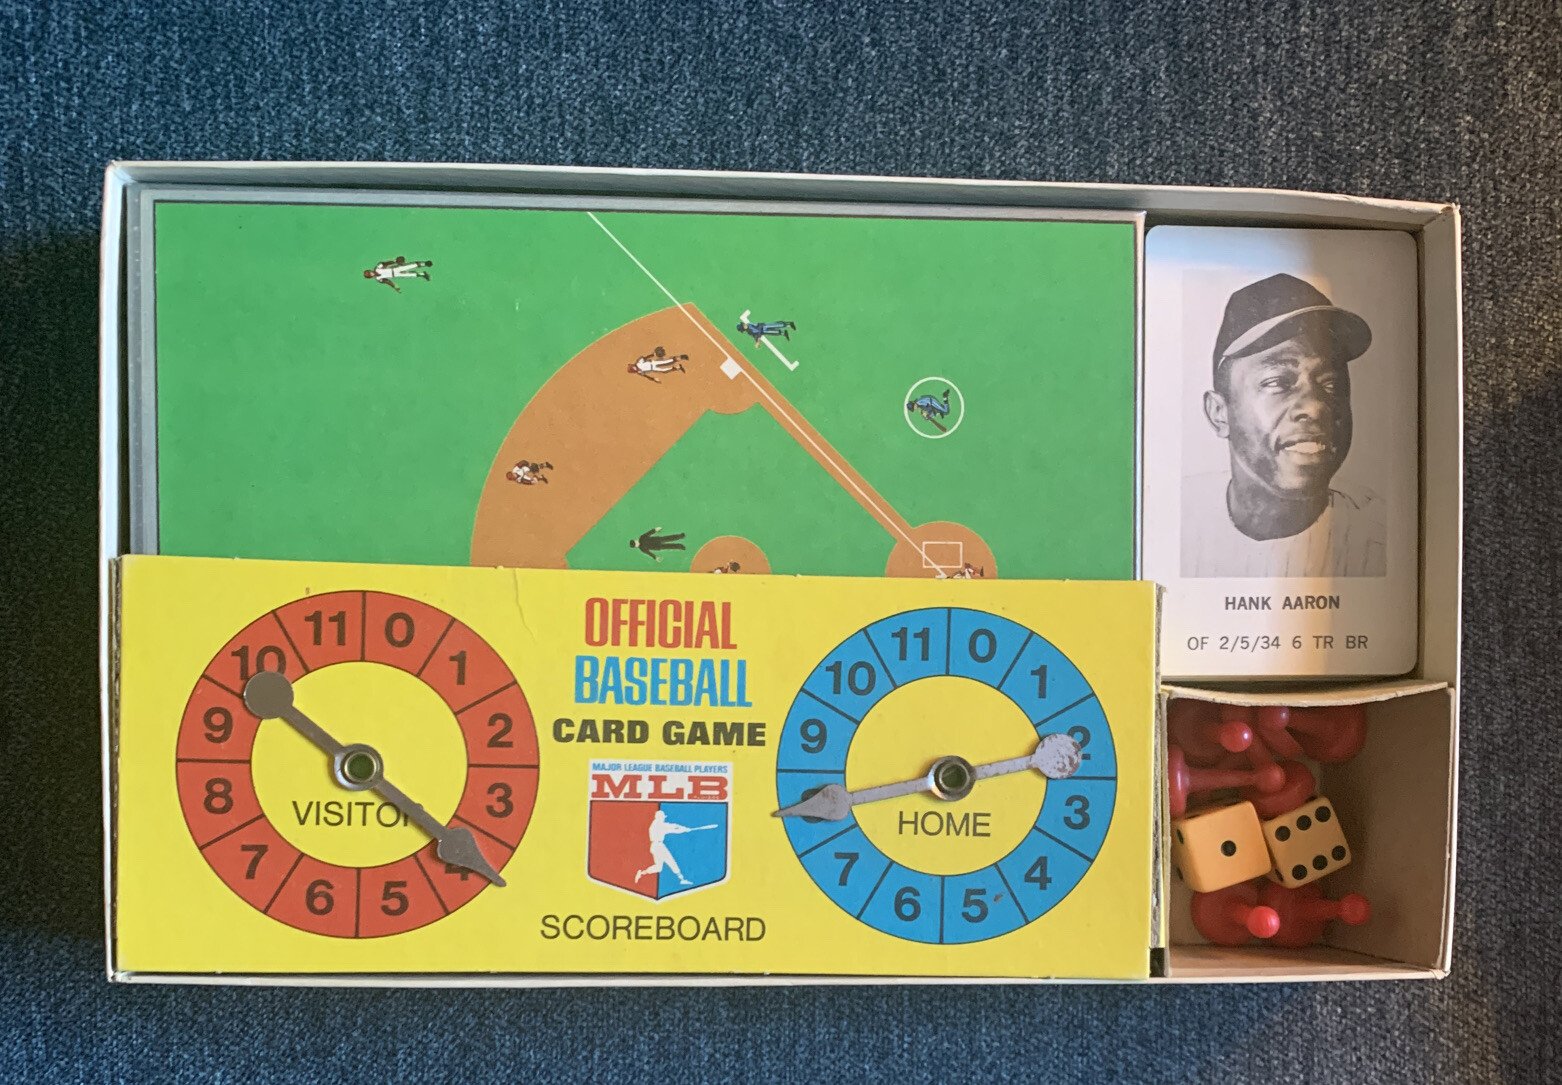 OFFICIAL
BASEBALL
CARD GAME
MAJOR LEAGUE BASEBALL PLAYERS
MLB
SCOREBOARD
11 0 1 2 3 4 5 6 7 8 9 10
VISITOR
11 0 1 2 3 4 5 6 7 9 10
HOME
HANK AARON
OF 2/5/34 6 TR BR